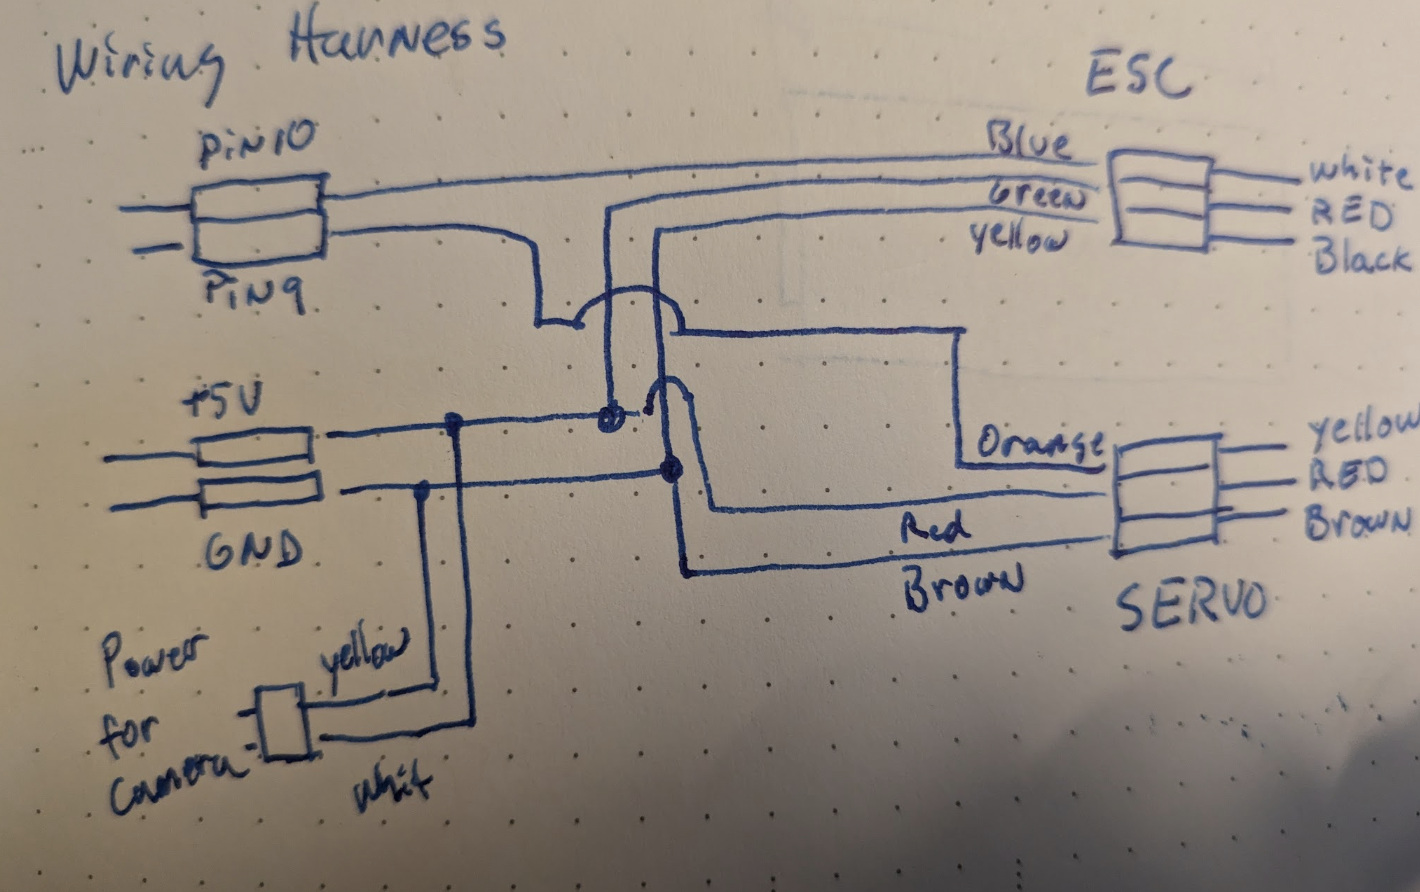 Wiring Harness
ESC
PiN10
Blue
white
Green
RED
yellow
Black
PiN9
+5V
Orange
yellow
RED
Red
Brown
GND
Brown
SERVO
Power
yellow
for
Camera
whit